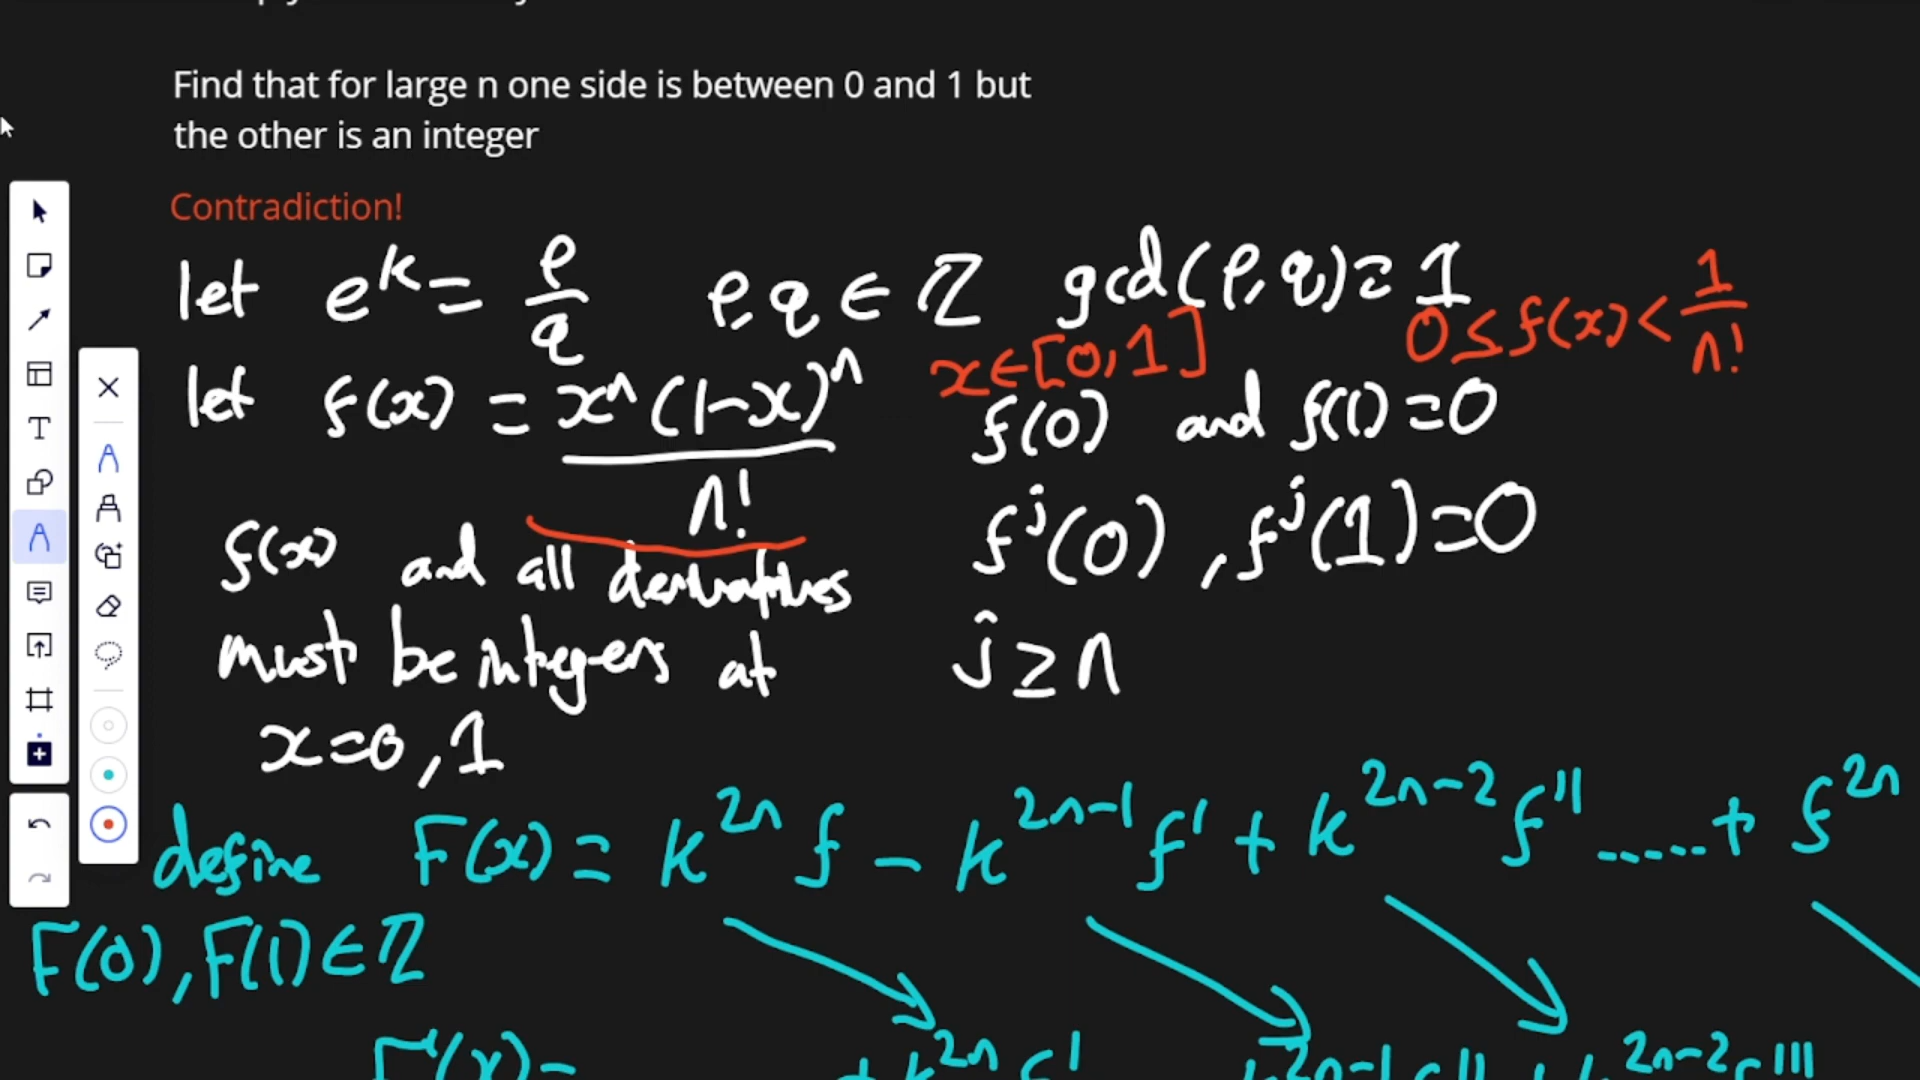 Find that for large n one side is between 0 and 1 but
the other is an integer
Contradiction!
let e^k = p/q p,q ∈ ℤ gcd(p,q) = 1
x∈[0,1] 0 ≤ f(x) < 1/n!
let f(x) = x^n(1-x)^n/n! f(0) and f(1) = 0
f(x) and all derivatives f^j(0), f^j(1) = 0
must be integers at j ≥ n
x=0,1
define F(x) = k^{2n} f - k^{2n-1} f' + k^{2n-2} f'' ..... + f^{2n}
F(0), F(1) ∈ ℤ